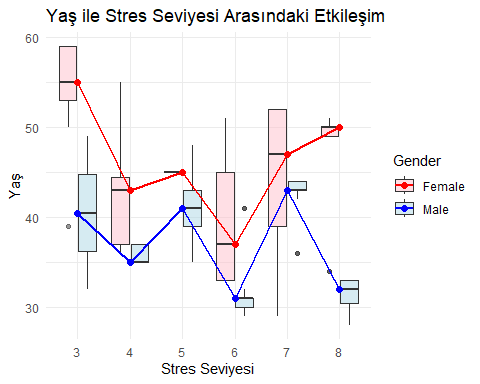 Yaş ile Stres Seviyesi Arasındaki Etkileşim
60
50
40
30
Yaş
3 4 5 6 7 8
Stres Seviyesi
Gender
Female
Male